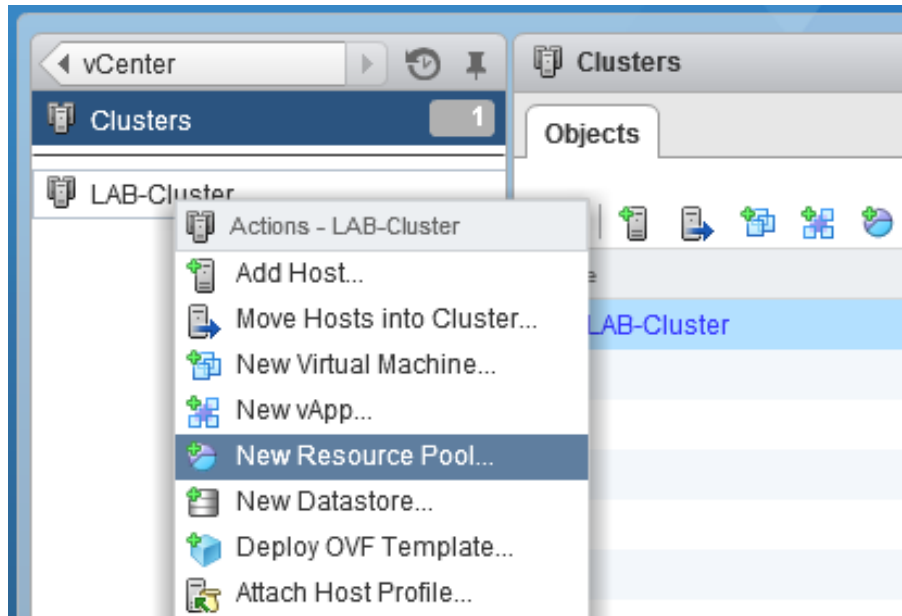 vCenter
Clusters
1
LAB-Cluster
Actions - LAB-Cluster
Add Host...
Move Hosts into Cluster...
New Virtual Machine...
New vApp...
New Resource Pool...
New Datastore...
Deploy OVF Template...
Attach Host Profile...
Clusters
Objects
e
LAB-Cluster